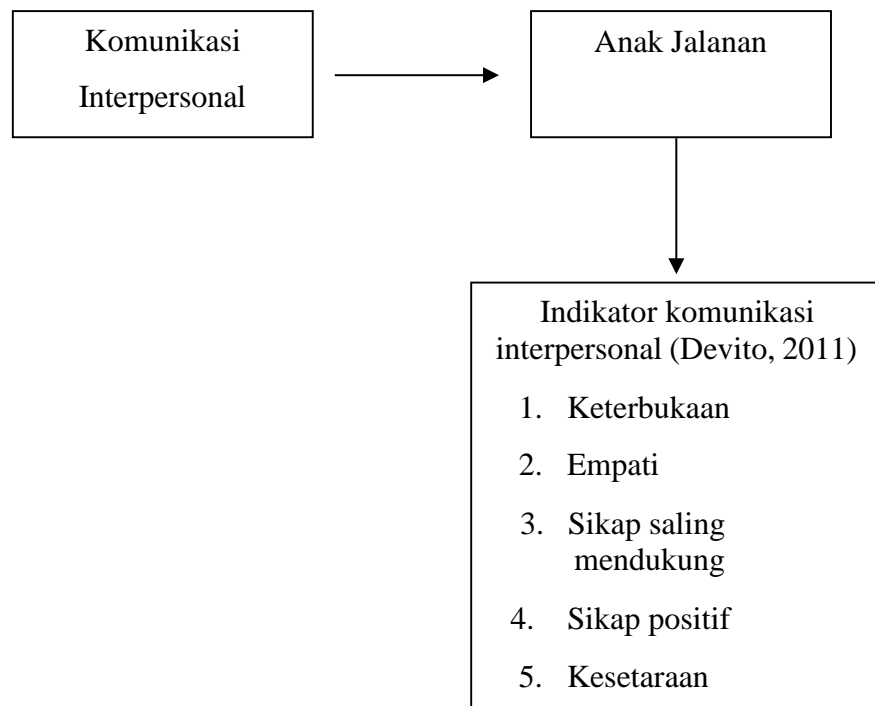 Komunikasi
Interpersonal
Anak Jalanan
Indikator komunikasi
interpersonal (Devito, 2011)
1. Keterbukaan
2. Empati
3. Sikap saling
mendukung
4. Sikap positif
5. Kesetaraan